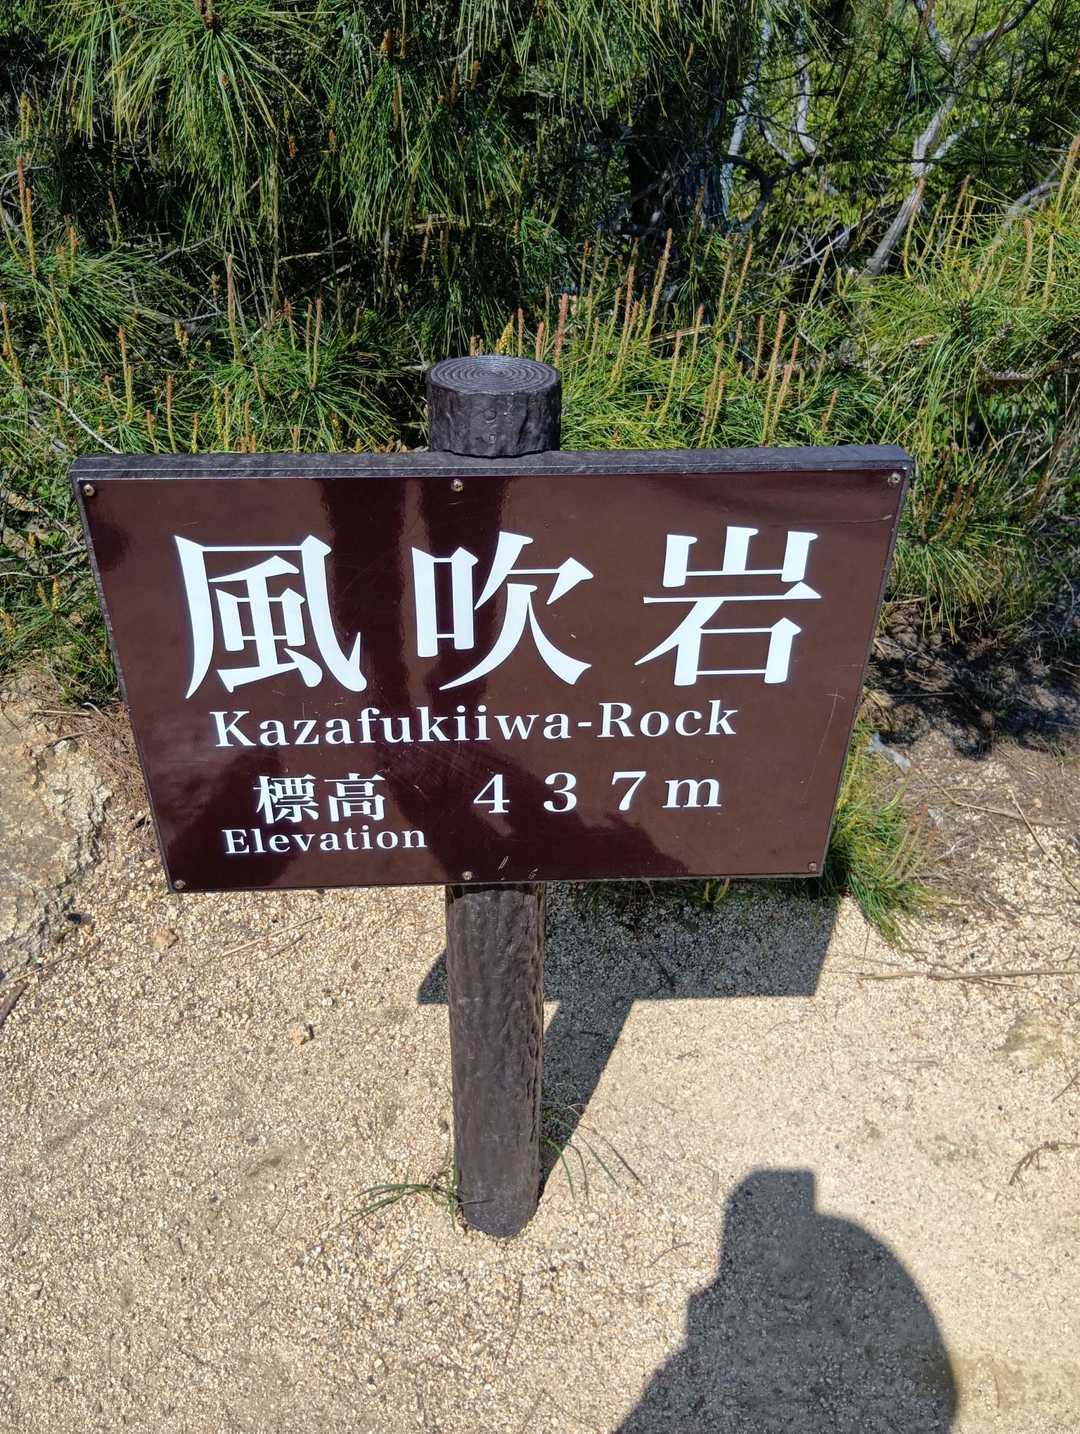 風吹岩
Kazafukiiwa-Rock
標高 437m
Elevation